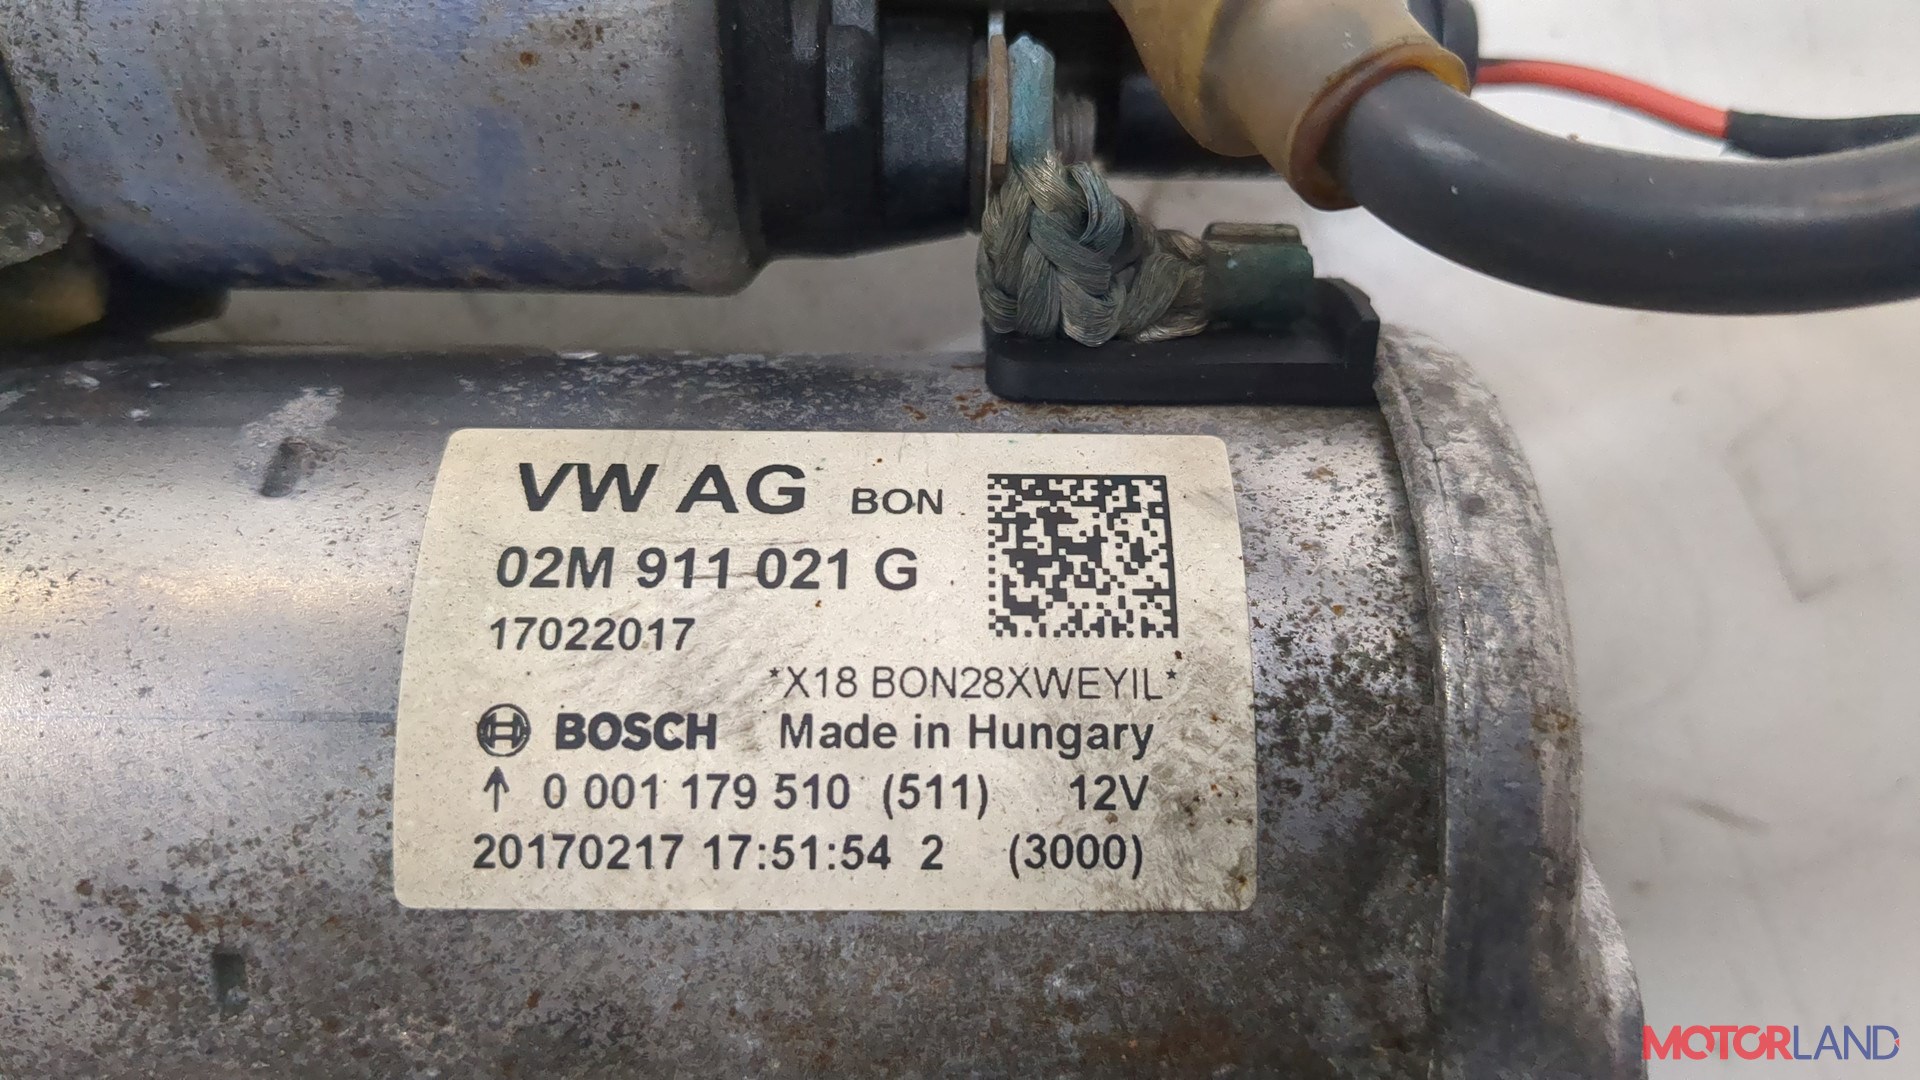 VW AG BON
02M 911 021 G
17022017
*X18 BON28XWEYIL*
BOSCH Made in Hungary
↑ 0 001 179 510 (511) 12V
20170217 17:51:54 2 (3000)
MOTORLAND